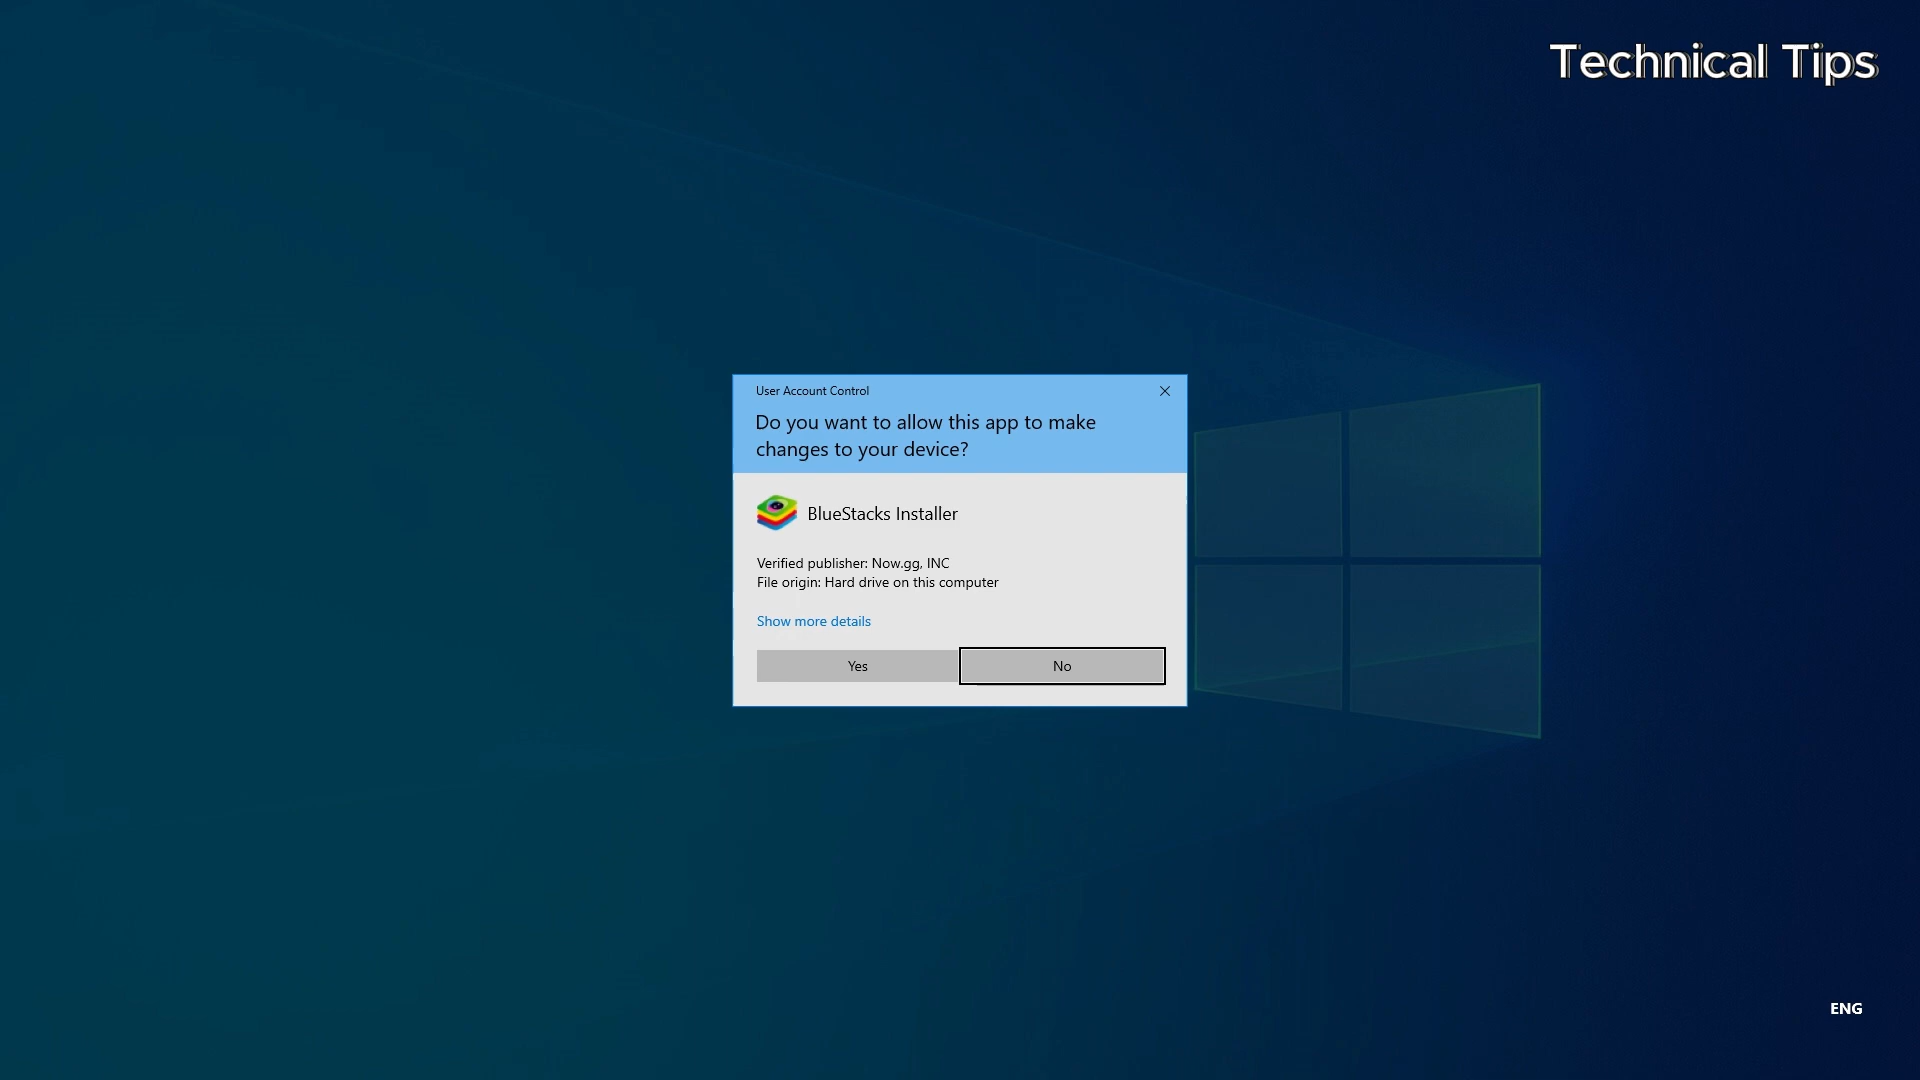 Technical Tips
User Account Control
Do you want to allow this app to make
changes to your device?
BlueStacks Installer
Verified publisher: Now.gg, INC
File origin: Hard drive on this computer
Show more details
Yes
No
ENG